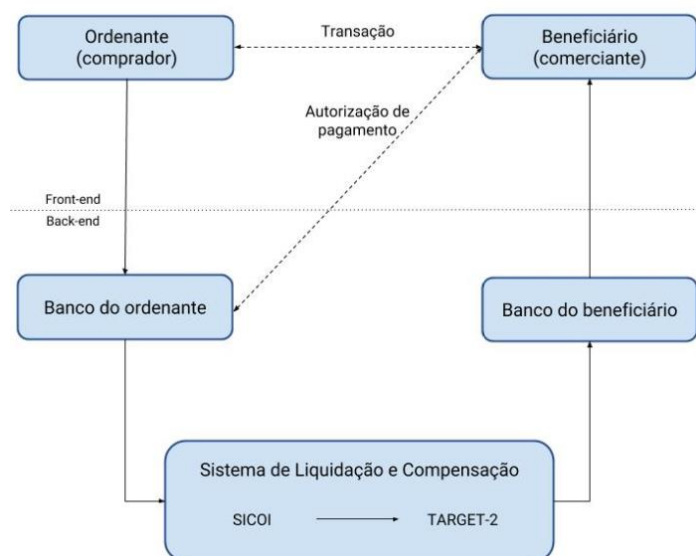 Ordenante
(comprador)
Transação
Beneficiário
(comerciante)
Autorização de
pagamento
Front-end
Back-end
Banco do ordenante
Banco do beneficiário
Sistema de Liquidação e Compensação
SICOI
TARGET-2